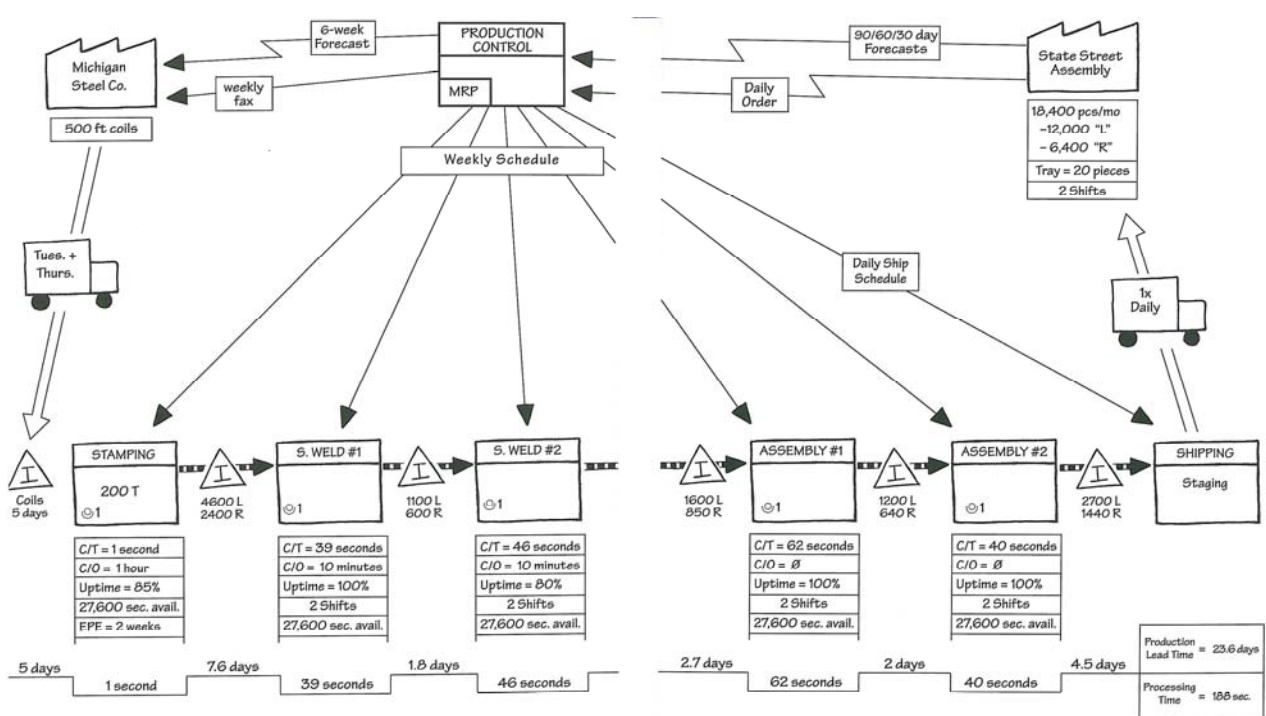 Michigan
Steel Co.
500 ft coils
6-week
Forecast
weekly
fax
PRODUCTION
CONTROL
MRP
Weekly Schedule
90/60/30 day
Forecasts
Daily
Order
State Street
Assembly
18,400 pcs/mo
-12,000 "L"
- 6,400 "R"
Tray = 20 pieces
2 Shifts
Tues. +
Thurs.
Daily Ship
Schedule
1x
Daily
I
Coils
5 days
STAMPING
200 T
1
C/T = 1 second
C/O = 1 hour
Uptime = 85%
27,600 sec. avail.
EPE = 2 weeks
I
4600 L
2400 R
S. WELD #1
1
C/T = 39 seconds
C/O = 10 minutes
Uptime = 100%
2 Shifts
27,600 sec. avail.
I
1100 L
600 R
S. WELD #2
1
C/T = 46 seconds
C/O = 10 minutes
Uptime = 80%
2 Shifts
27,600 sec. avail.
I
1600 L
850 R
ASSEMBLY #1
1
C/T = 62 seconds
C/O = Ø
Uptime = 100%
2 Shifts
27,600 sec. avail.
I
1200 L
640 R
ASSEMBLY #2
1
C/T = 40 seconds
C/O = Ø
Uptime = 100%
2 Shifts
27,600 sec. avail.
I
2700 L
1440 R
SHIPPING
Staging
5 days
1 second
7.6 days
39 seconds
1.8 days
46 seconds
2.7 days
62 seconds
2 days
40 seconds
4.5 days
Production
Lead Time = 23.6 days
Processing
Time = 188 sec.